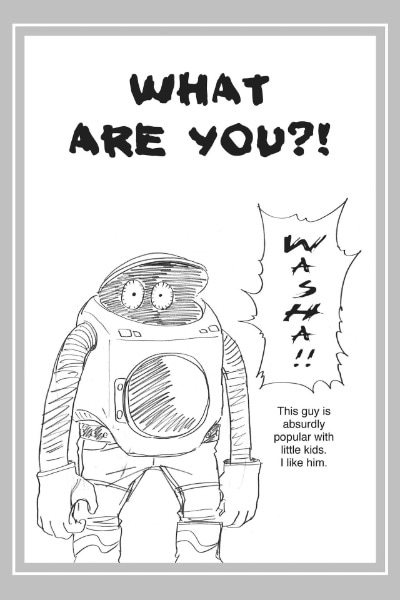 WHAT
ARE YOU?!
WASHA!!
This guy is
absurdly
popular with
little kids.
I like him.